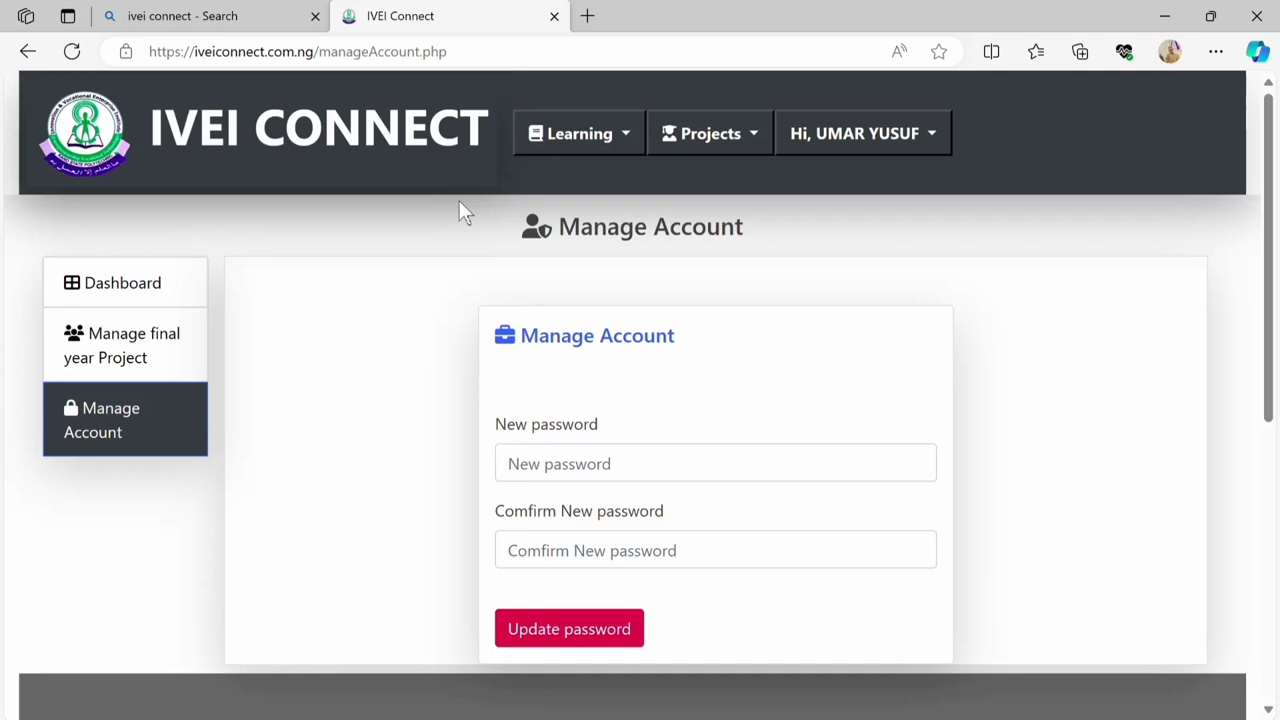 ivei connect - Search
IVEI Connect
https://iveiconnect.com.ng/manageAccount.php
IVEI CONNECT
Learning
Projects
Hi, UMAR YUSUF
Manage Account
Dashboard
Manage final
year Project
Manage
Account
Manage Account
New password
New password
Comfirm New password
Comfirm New password
Update password